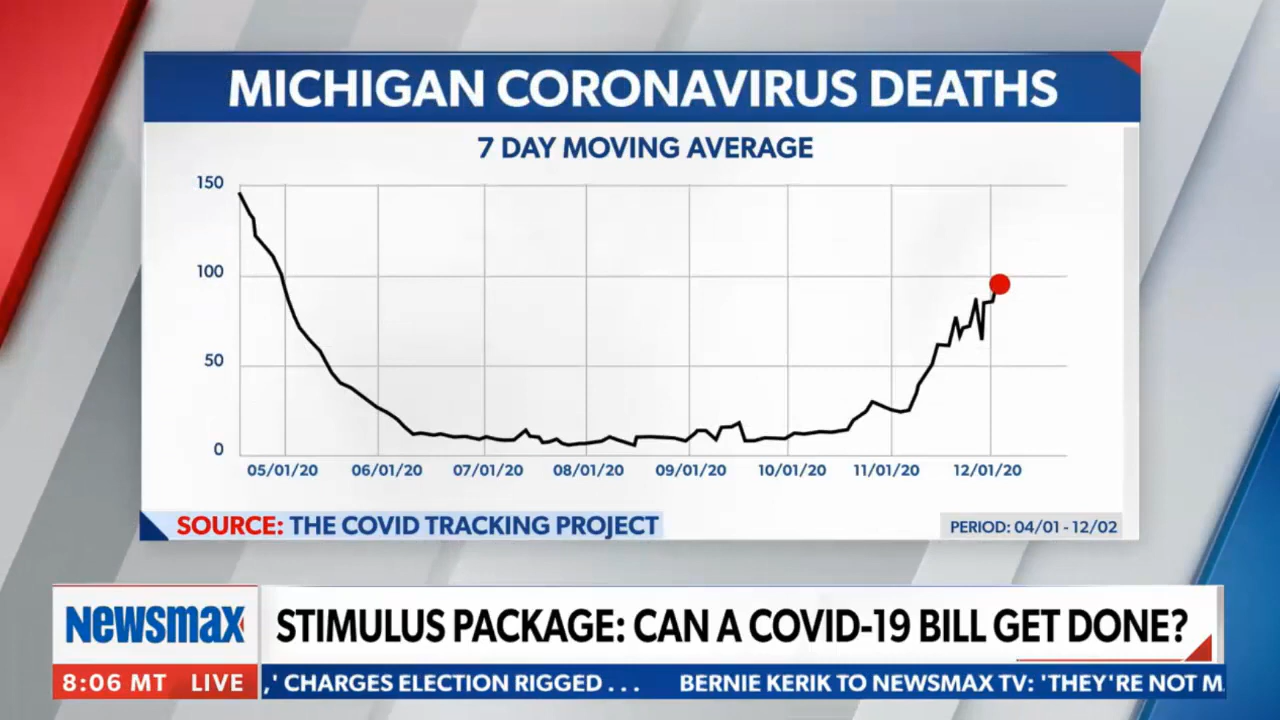 MICHIGAN CORONAVIRUS DEATHS
7 DAY MOVING AVERAGE
150
100
50
0
05/01/20 06/01/20 07/01/20 08/01/20 09/01/20 10/01/20 11/01/20 12/01/20
SOURCE: THE COVID TRACKING PROJECT
PERIOD: 04/01 - 12/02
NEWSMAX
STIMULUS PACKAGE: CAN A COVID-19 BILL GET DONE?
8:06 MT LIVE
,' CHARGES ELECTION RIGGED . . . BERNIE KERIK TO NEWSMAX TV: 'THEY'RE NOT M